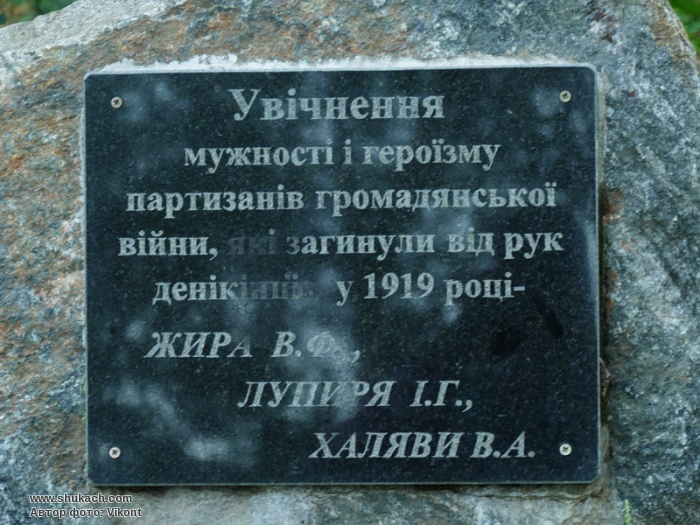 Увічнення
мужності і героїзму
партизанів громадянської
війни, які загинули від рук
денікінців у 1919 році-
ЖИРА В.Ф.,
ЛУПИРЯ І.Г.,
ХАЛЯВИ В.А.
www.shukach.com
Автор фото: Vikont